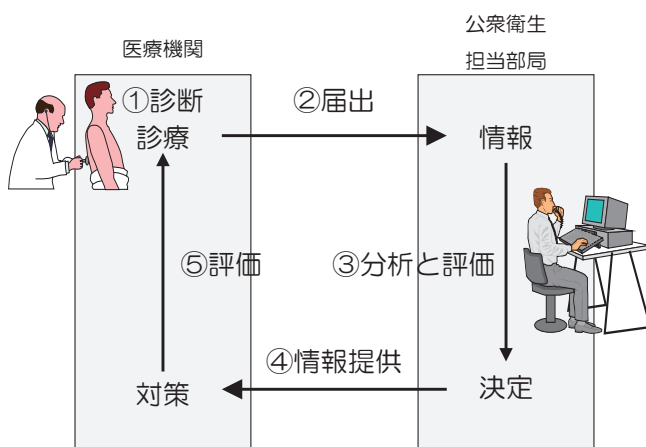 医療機関
公衆衛生
担当部局
①診断
診療
②届出
情報
⑤評価
③分析と評価
④情報提供
対策
決定